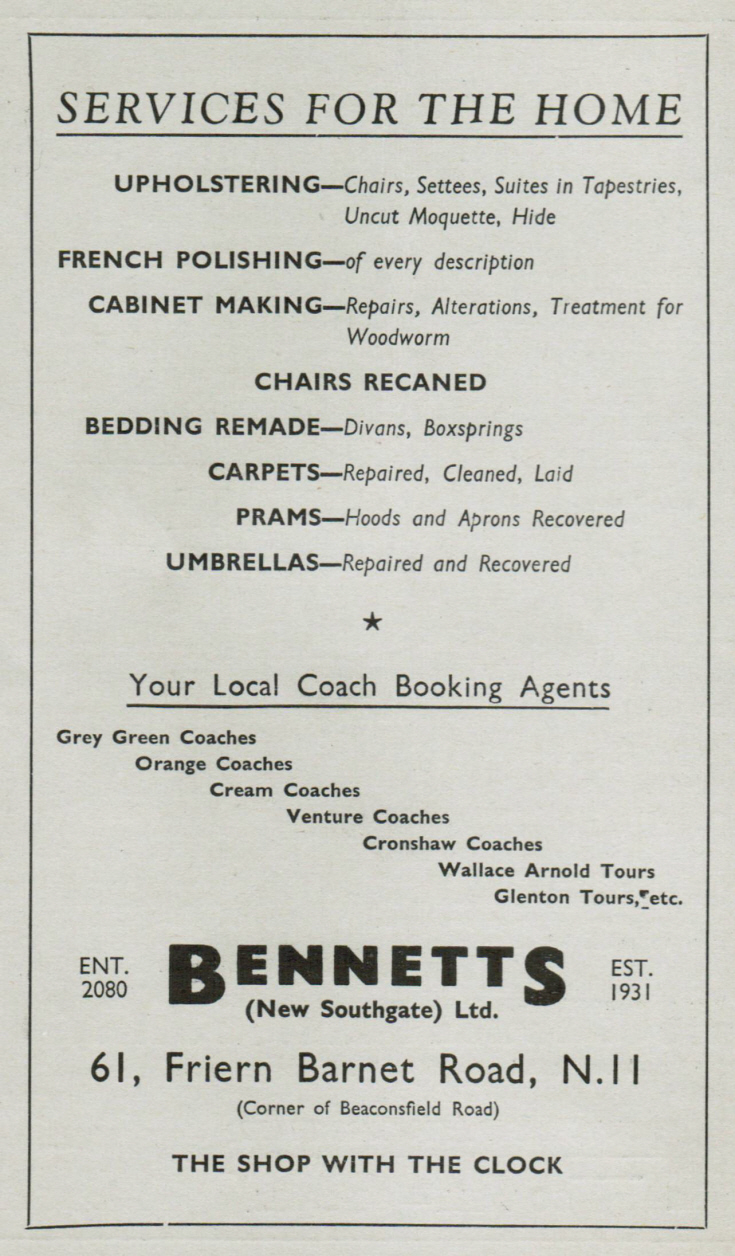 SERVICES FOR THE HOME
UPHOLSTERING—Chairs, Settees, Suites in Tapestries,
Uncut Moquette, Hide
FRENCH POLISHING—of every description
CABINET MAKING—Repairs, Alterations, Treatment for
Woodworm
CHAIRS RECANED
BEDDING REMADE—Divans, Boxsprings
CARPETS—Repaired, Cleaned, Laid
PRAMS—Hoods and Aprons Recovered
UMBRELLAS—Repaired and Recovered
★
Your Local Coach Booking Agents
Grey Green Coaches
Orange Coaches
Cream Coaches
Venture Coaches
Cronshaw Coaches
Wallace Arnold Tours
Glenton Tours, etc.
ENT. 2080
BENNETTS
EST. 1931
(New Southgate) Ltd.
61, Friern Barnet Road, N.11
(Corner of Beaconsfield Road)
THE SHOP WITH THE CLOCK